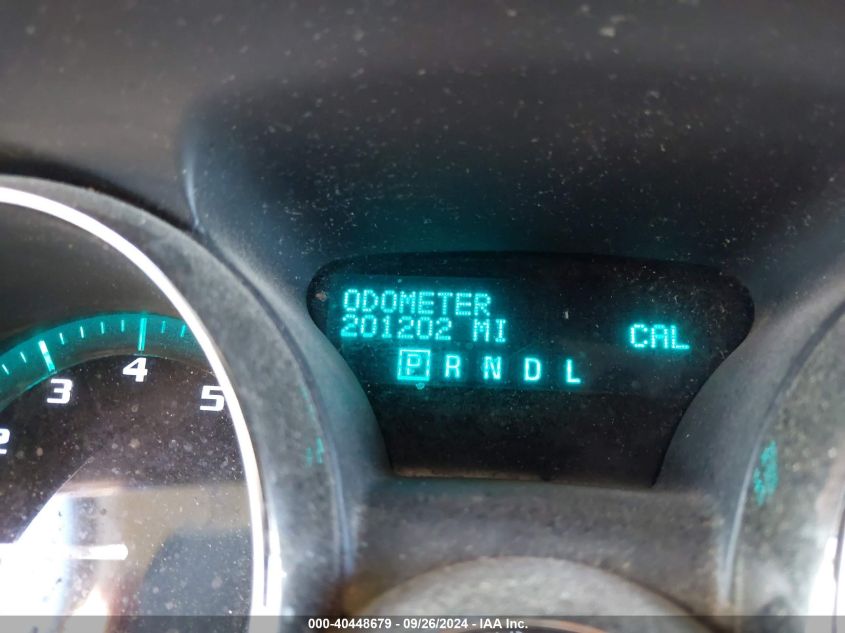 ODOMETER
201202 MI
CAL
P R N D L
3
4
5
000-40448679 - 09/26/2024 - IAA Inc.